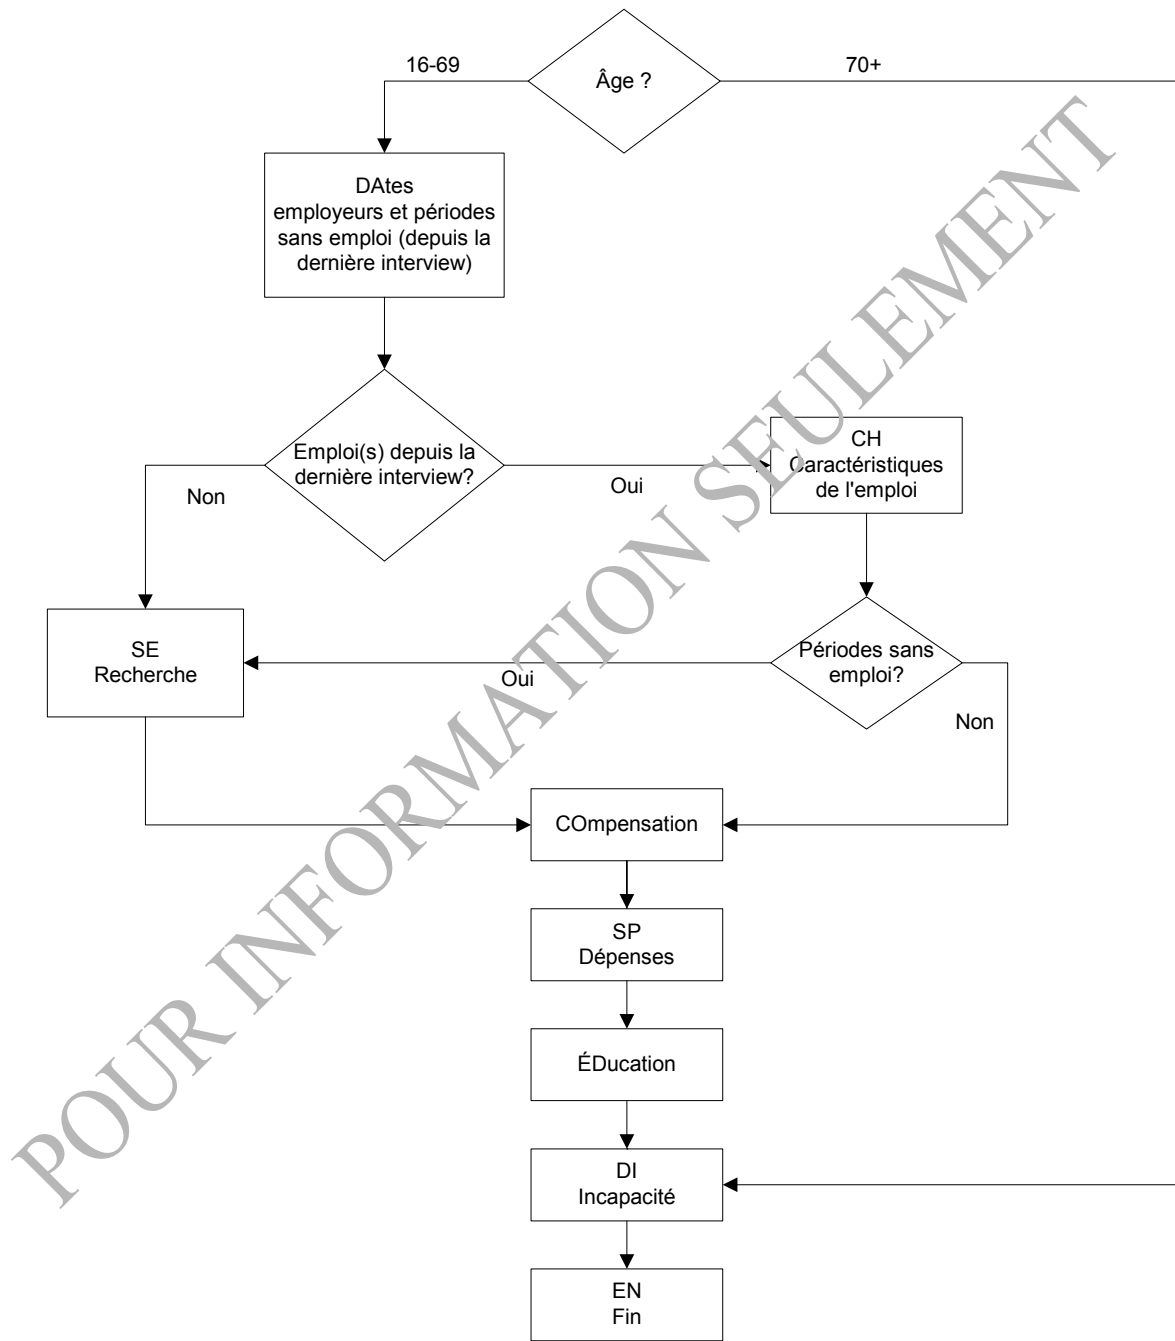 16-69
Âge ?
70+
DAtes
employeurs et périodes
sans emploi (depuis la
dernière interview)
Emploi(s) depuis la
dernière interview?
Non
Oui
CH
Caractéristiques
de l'emploi
SE
Recherche
Périodes sans
emploi?
Oui
Non
COmpensation
SP
Dépenses
ÉDucation
DI
Incapacité
EN
Fin
POUR INFORMATION SEULEMENT